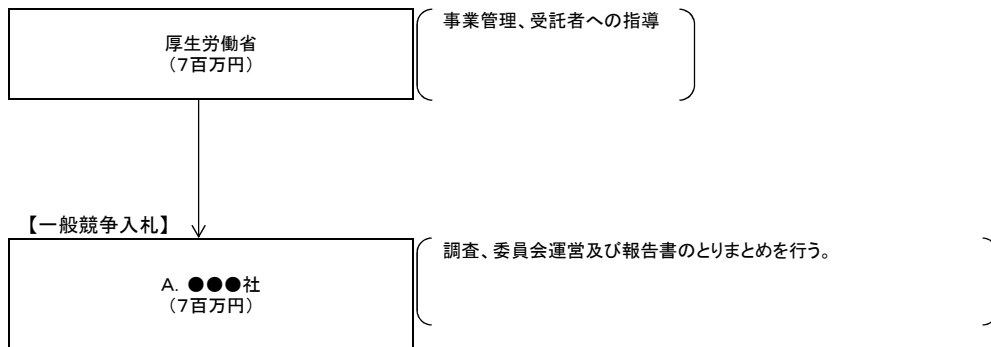 厚生労働省
（７百万円）
事業管理、受託者への指導
【一般競争入札】
Ａ．●●●社
（７百万円）
調査、委員会運営及び報告書のとりまとめを行う。